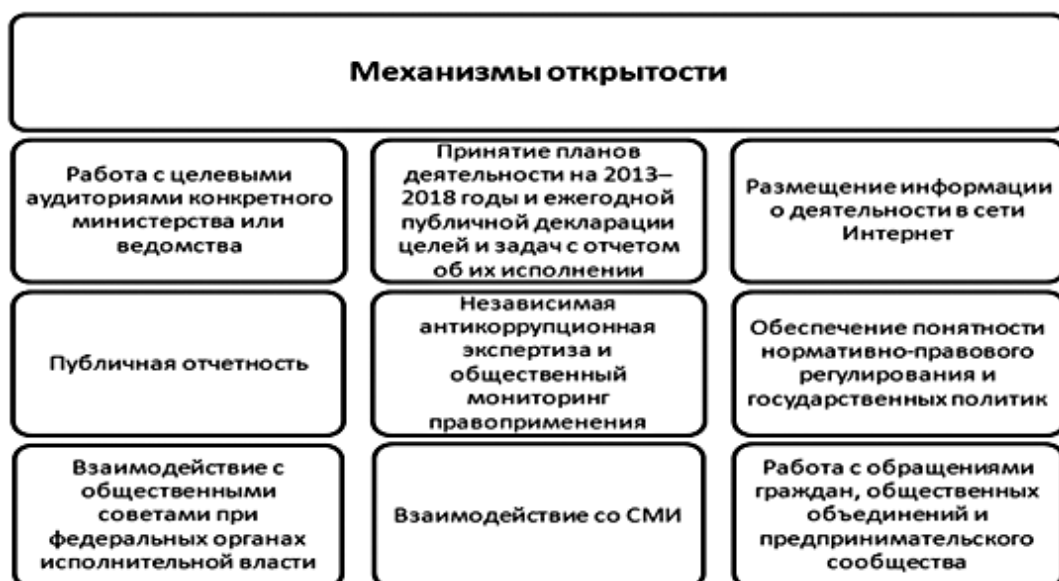 Механизмы открытости
Работа с целевыми
аудиториями конкретного
министерства или
ведомства
Принятие планов
деятельности на 2013–
2018 годы и ежегодной
публичной декларации
целей и задач с отчетом
об их исполнении
Размещение информации
о деятельности в сети
Интернет
Публичная отчетность
Независимая
антикоррупционная
экспертиза и
общественный
мониторинг
правоприменения
Обеспечение понятности
нормативно-правового
регулирования и
государственных политик
Взаимодействие с
общественными
советами при
федеральных органах
исполнительной власти
Взаимодействие со СМИ
Работа с обращениями
граждан, общественных
объединений и
предпринимательского
сообщества